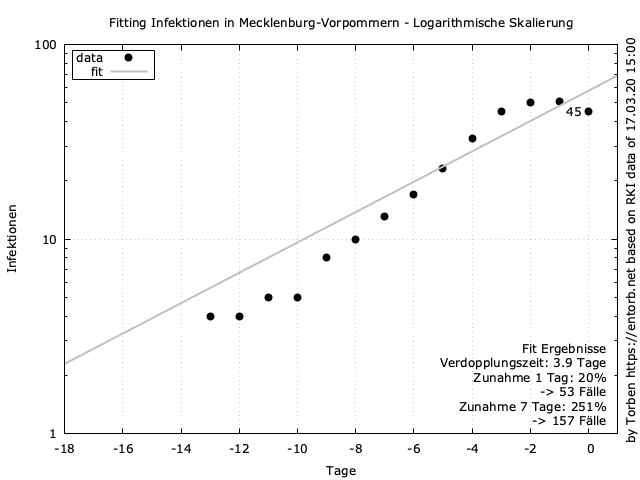 Fitting Infektionen in Mecklenburg-Vorpommern - Logarithmische Skalierung
100
data
fit
45
10
Infektionen
Fit Ergebnisse
Verdopplungszeit: 3.9 Tage
Zunahme 1 Tag: 20%
-> 53 Fälle
Zunahme 7 Tage: 251%
-> 157 Fälle
1
-18 -16 -14 -12 -10 -8 -6 -4 -2 0
Tage
by Torben https://entorb.net based on RKI data of 17.03.20 15:00